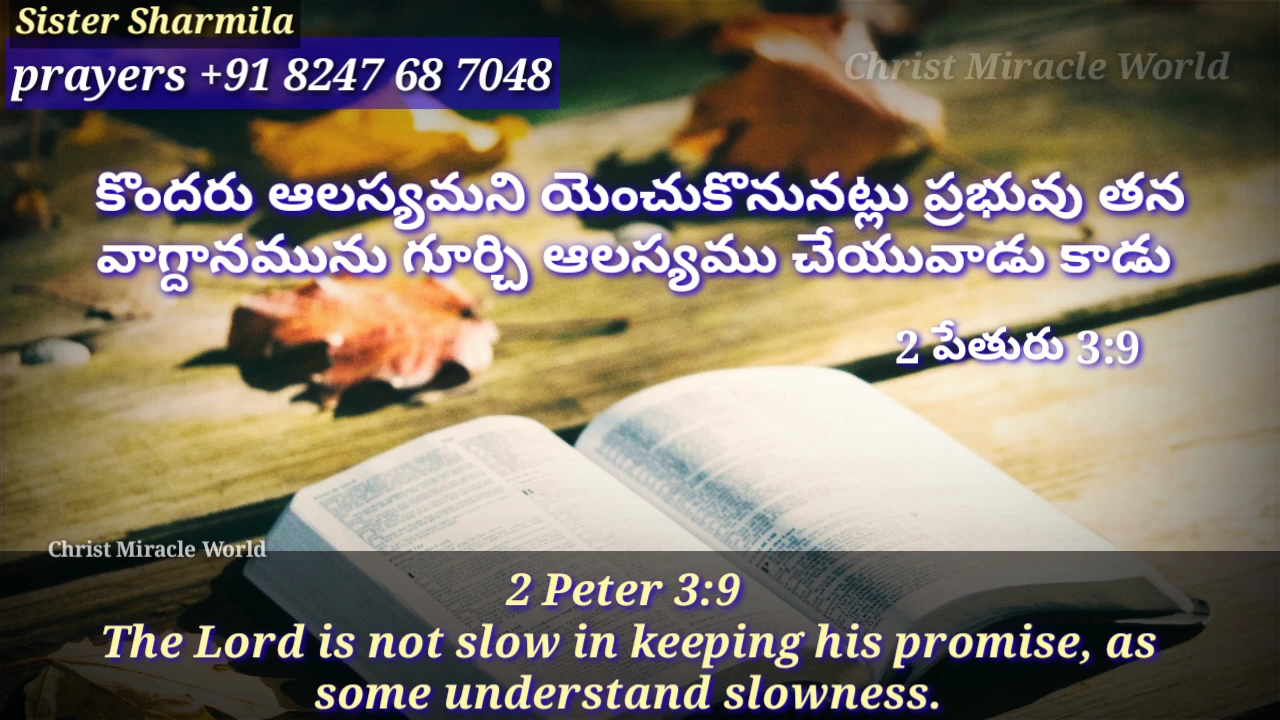 Sister Sharmila
prayers +91 8247 68 7048
Christ Miracle World
కొందరు ఆలస్యమని యెంచుకొనునట్లు ప్రభువు తన
వాగ్దానమును గూర్చి ఆలస్యము చేయువాడు కాడు
2 పేతురు 3:9
Christ Miracle World
2 Peter 3:9
The Lord is not slow in keeping his promise, as
some understand slowness.